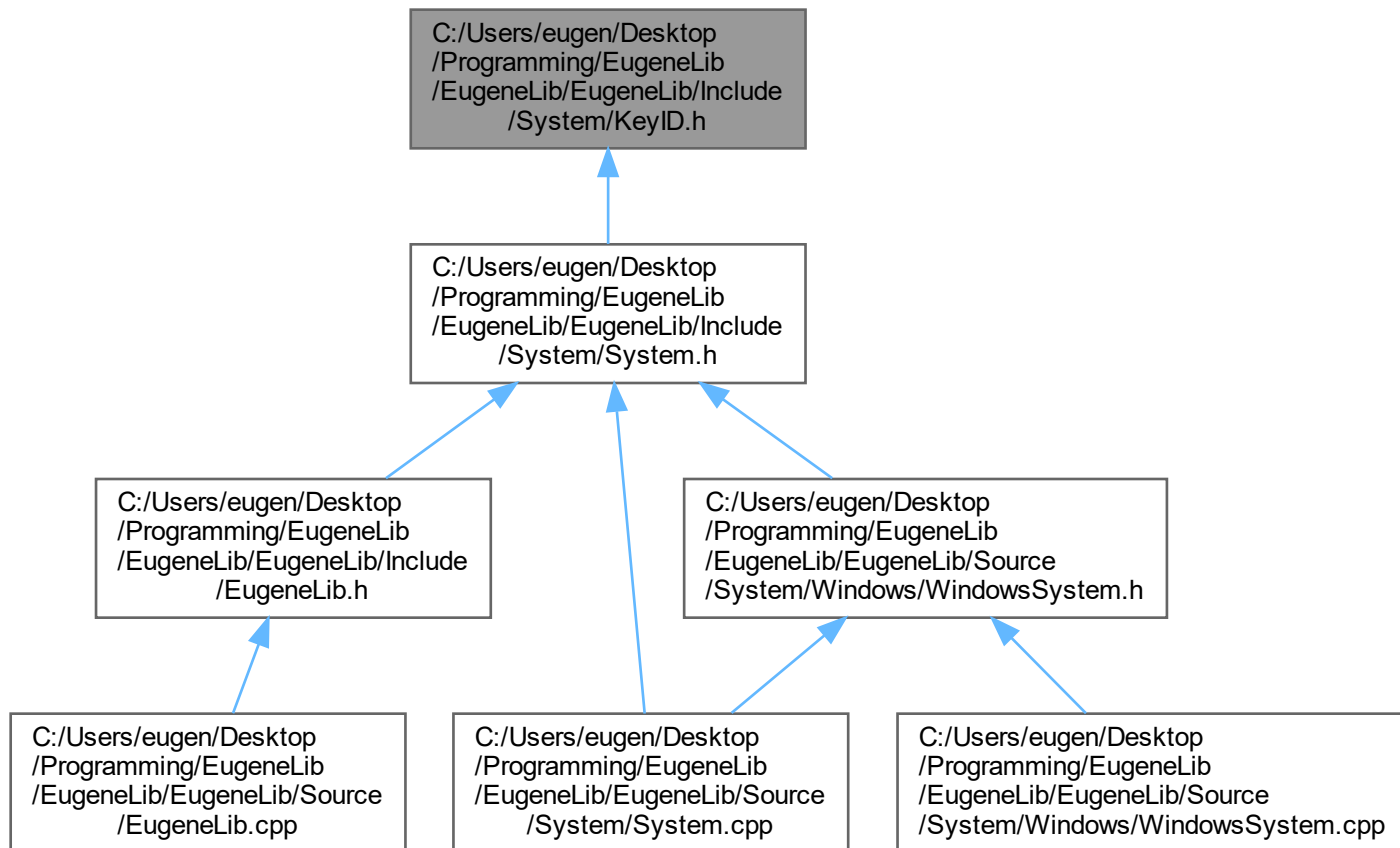 C:/Users/eugen/Desktop
/Programming/EugeneLib
/EugeneLib/EugeneLib/Include
/System/KeyID.h
C:/Users/eugen/Desktop
/Programming/EugeneLib
/EugeneLib/EugeneLib/Include
/System/System.h
C:/Users/eugen/Desktop
/Programming/EugeneLib
/EugeneLib/EugeneLib/Include
/EugeneLib.h
C:/Users/eugen/Desktop
/Programming/EugeneLib
/EugeneLib/EugeneLib/Source
/System/Windows/WindowsSystem.h
C:/Users/eugen/Desktop
/Programming/EugeneLib
/EugeneLib/EugeneLib/Source
/EugeneLib.cpp
C:/Users/eugen/Desktop
/Programming/EugeneLib
/EugeneLib/EugeneLib/Source
/System/System.cpp
C:/Users/eugen/Desktop
/Programming/EugeneLib
/EugeneLib/EugeneLib/Source
/System/Windows/WindowsSystem.cpp